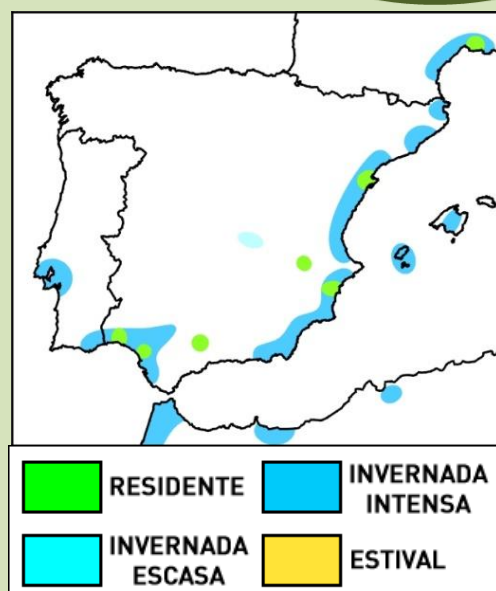 RESIDENTE
INVERNADA
INTENSA
INVERNADA
ESCASA
ESTIVAL